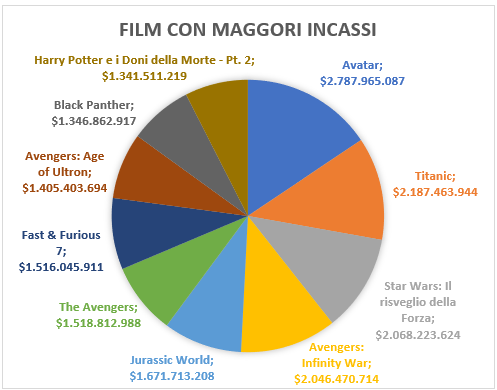 FILM CON MAGGORI INCASSI
Avatar;
$2.787.965.087
Titanic;
$2.187.463.944
Star Wars: Il
risveglio della
Forza;
$2.068.223.624
Avengers:
Infinity War;
$2.046.470.714
Jurassic World;
$1.671.713.208
The Avengers;
$1.518.812.988
Fast & Furious
7;
$1.516.045.911
Avengers: Age
of Ultron;
$1.405.403.694
Black Panther;
$1.346.862.917
Harry Potter e i Doni della Morte - Pt. 2;
$1.341.511.219